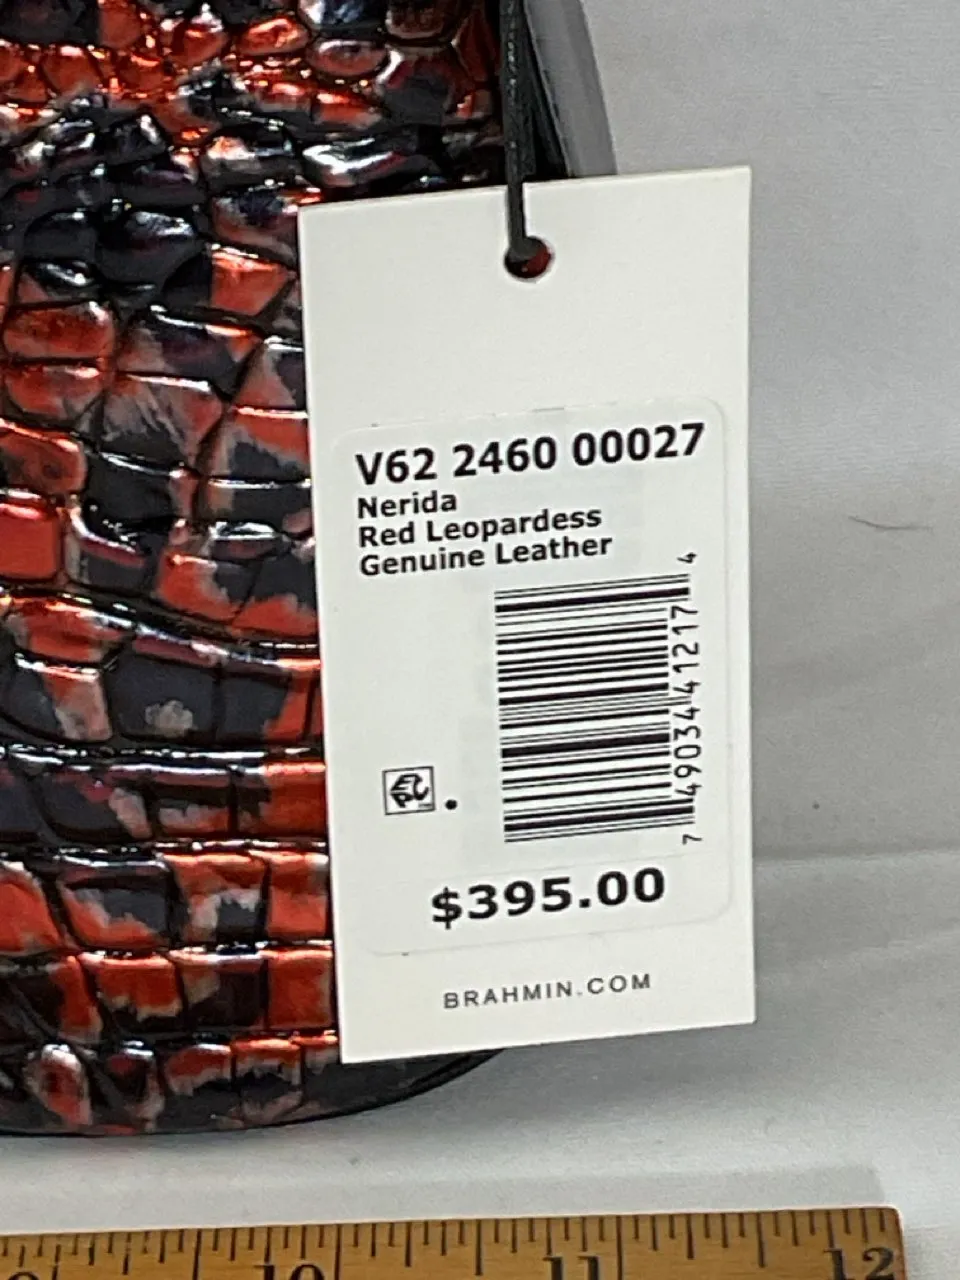 V62 2460 00027
Nerida
Red Leopardess
Genuine Leather
7 49034 41217 4
$395.00
BRAHMIN.COM
10 11 12